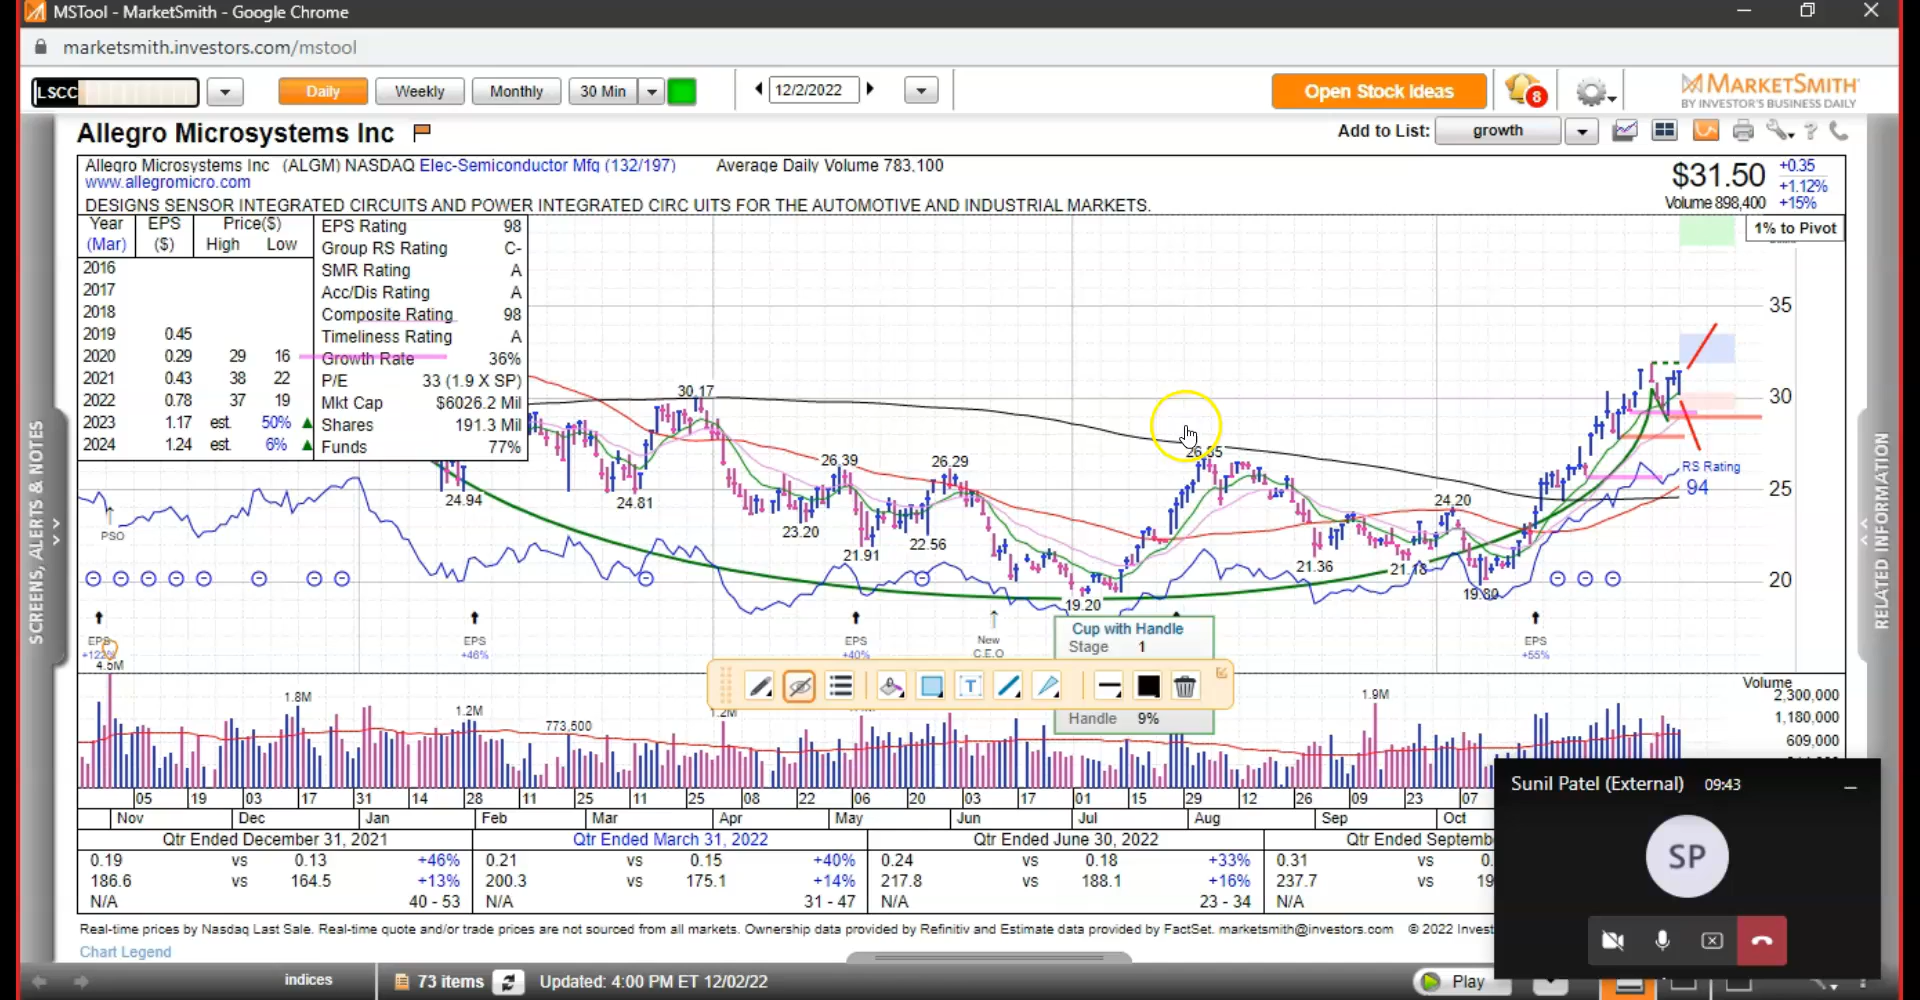 MSTool - MarketSmith - Google Chrome
marketsmith.investors.com/mstool
LSCC
Daily
Weekly
Monthly
30 Min
12/2/2022
Open Stock Ideas
8
MARKETSMITH
BY INVESTOR'S BUSINESS DAILY
Allegro Microsystems Inc
Add to List:
growth
Allegro Microsystems Inc (ALGM) NASDAQ Elec-Semiconductor Mfg (132/197) Average Daily Volume 783,100
www.allegromicro.com
DESIGNS SENSOR INTEGRATED CIRCUITS AND POWER INTEGRATED CIRC UITS FOR THE AUTOMOTIVE AND INDUSTRIAL MARKETS.
$31.50
+0.35
+1.12%
Volume 898,400 +15%
1% to Pivot
Year EPS Price($)
(Mar) ($) High Low
2016
2017
2018
2019 0.45
2020 0.29 29 16
2021 0.43 38 22
2022 0.78 37 19
2023 1.17 est. 50%
2024 1.24 est. 6%
EPS Rating 98
Group RS Rating C-
SMR Rating A
Acc/Dis Rating A
Composite Rating 98
Timeliness Rating A
Growth Rate 36%
P/E 33 (1.9 X SP)
Mkt Cap $6026.2 Mil
Shares 191.3 Mil
Funds 77%
35
30
25
20
30.17
26.39
26.29
24.94
24.81
23.20
21.91
22.56
19.20
21.36
21.18
24.20
19.80
RS Rating
94
PSO
EPS
+122%
4.5M
EPS
+46%
EPS
+40%
New
C.E.O
EPS
+55%
Cup with Handle
Stage 1
Handle 9%
T
Volume
2,300,000
1,180,000
609,000
1.8M
1.2M
773,500
1.2M
1.9M
05 19 03 17 31 14 28 11 25 11 25 08 22 06 20 03 17 01 15 29 12 26 09 23 07
Nov Dec Jan Feb Mar Apr May Jun Jul Aug Sep Oct
Qtr Ended December 31, 2021
0.19 vs 0.13 +46%
186.6 vs 164.5 +13%
N/A 40 - 53
Qtr Ended March 31, 2022
0.21 vs 0.15 +40%
200.3 vs 175.1 +14%
N/A 31 - 47
Qtr Ended June 30, 2022
0.24 vs 0.18 +33%
217.8 vs 188.1 +16%
N/A 23 - 34
Qtr Ended Septemb
0.31 vs 0.
237.7 vs 19
N/A
Real-time prices by Nasdaq Last Sale. Real-time quote and/or trade prices are not sourced from all markets. Ownership data provided by Refinitiv and Estimate data provided by FactSet. marketsmith@investors.com © 2022 Invest
Chart Legend
SCREENS, ALERTS & NOTES
RELATED INFORMATION
Sunil Patel (External) 09:43
SP
indices
73 items
Updated: 4:00 PM ET 12/02/22
Play